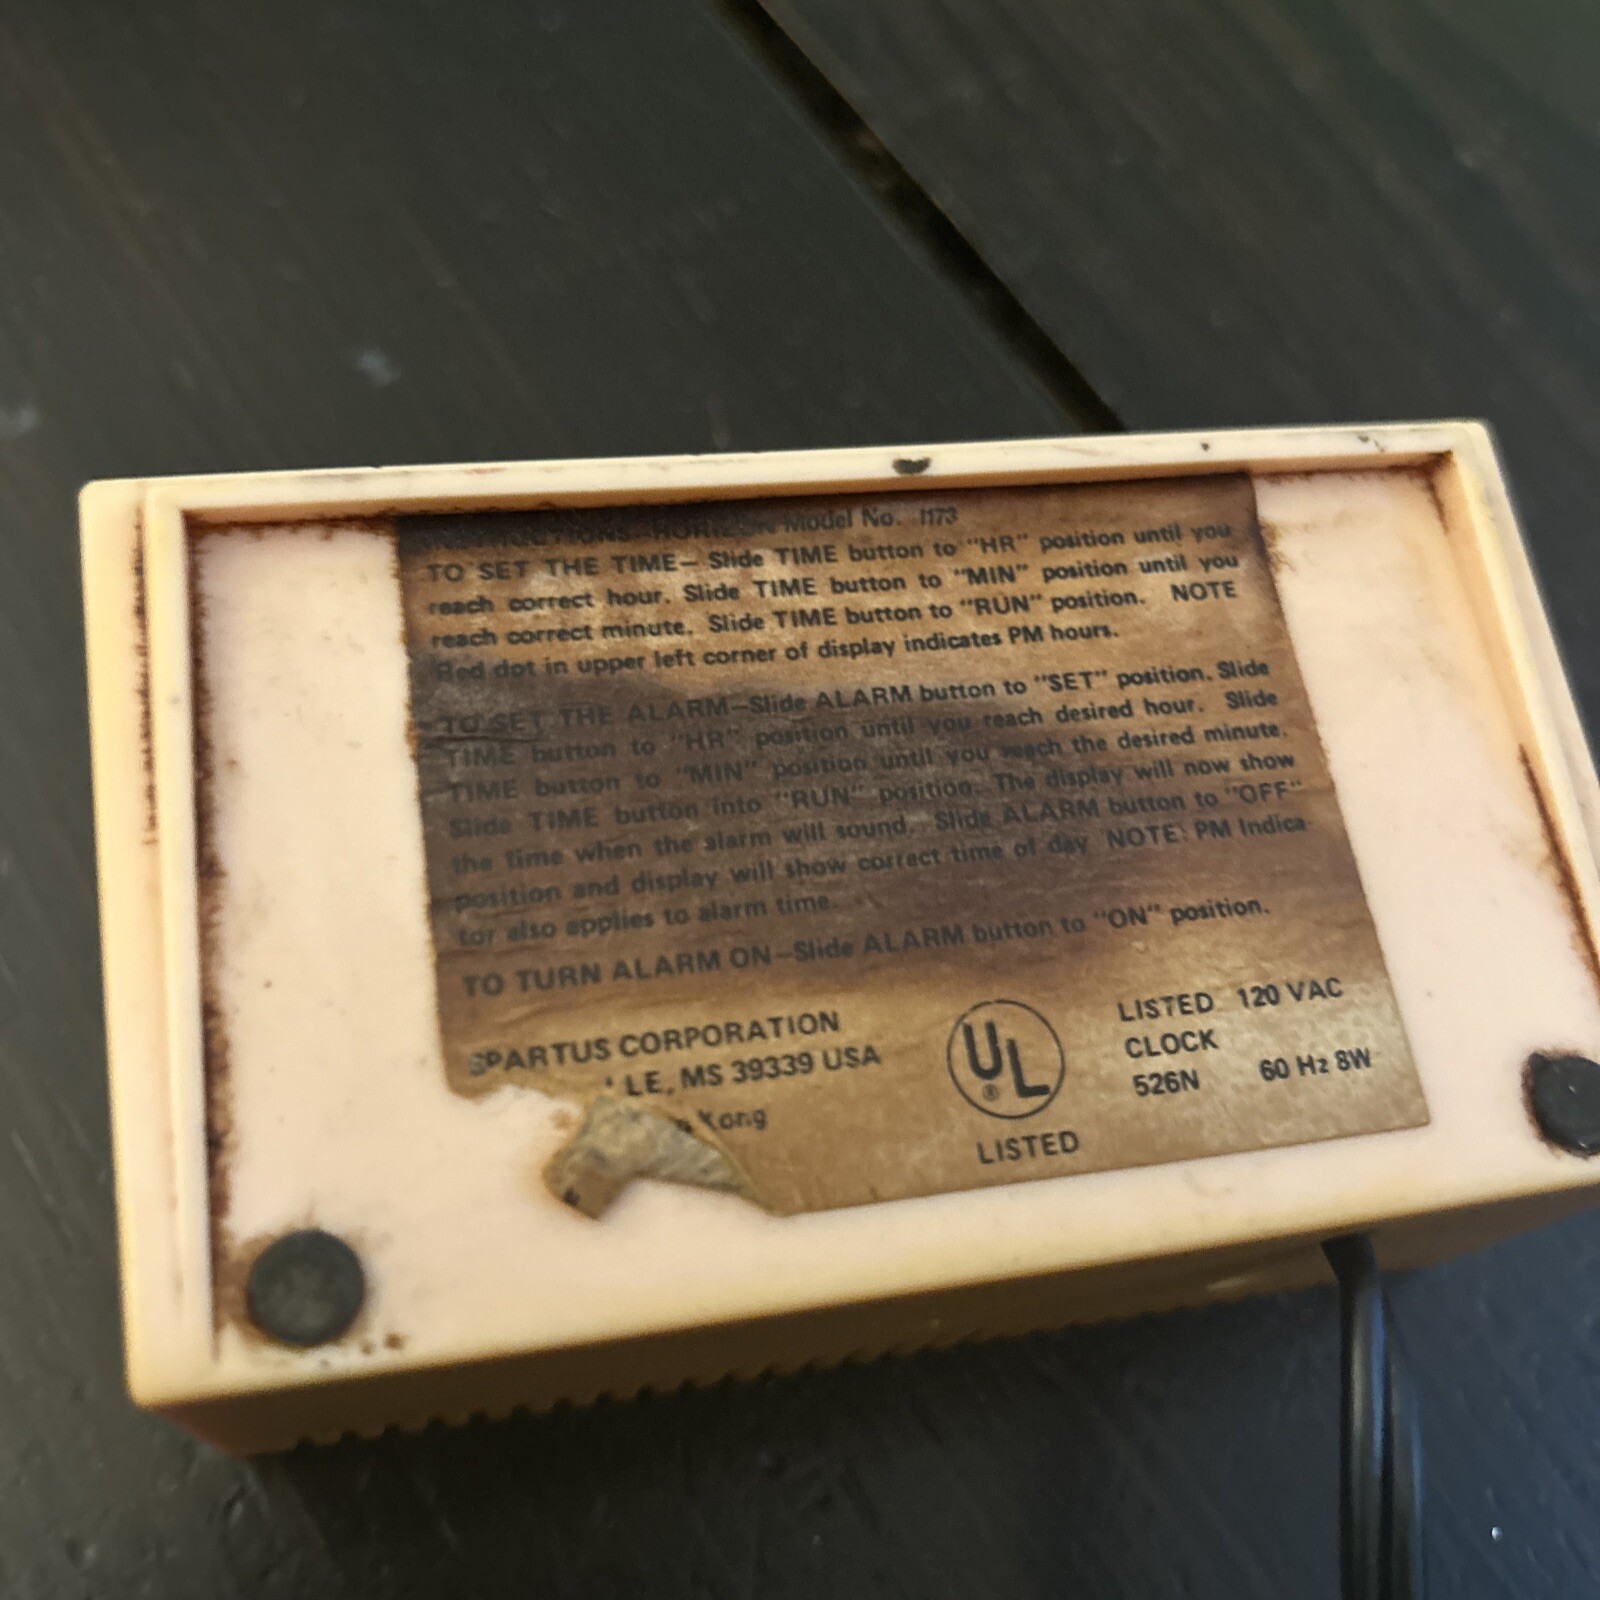 INSTRUCTIONS—HORIZON Model No. 1173
TO SET THE TIME— Slide TIME button to "HR" position until you
reach correct hour. Slide TIME button to "MIN" position until you
reach correct minute. Slide TIME button to "RUN" position. NOTE
Red dot in upper left corner of display indicates PM hours.
TO SET THE ALARM—Slide ALARM button to "SET" position. Slide
TIME button to "HR" position until you reach desired hour. Slide
TIME button to "MIN" position until you reach the desired minute.
Slide TIME button into "RUN" position. The display will now show
the time when the alarm will sound. Slide ALARM button to "OFF"
position and display will show correct time of day NOTE: PM Indica-
tor also applies to alarm time.
TO TURN ALARM ON—Slide ALARM button to "ON" position.
SPARTUS CORPORATION
LE, MS 39339 USA
Kong
UL
®
LISTED
LISTED 120 VAC
CLOCK
526N 60 Hz 8W